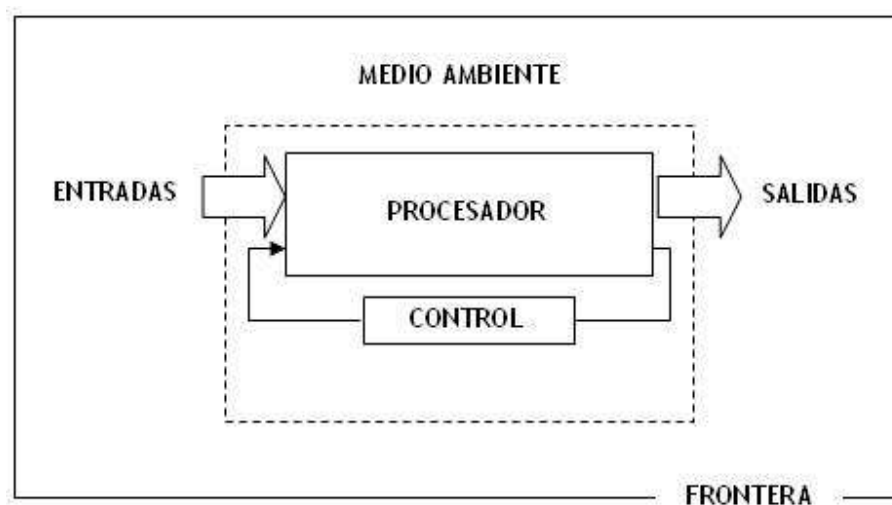 MEDIO AMBIENTE
ENTRADAS
PROCESADOR
SALIDAS
CONTROL
FRONTERA